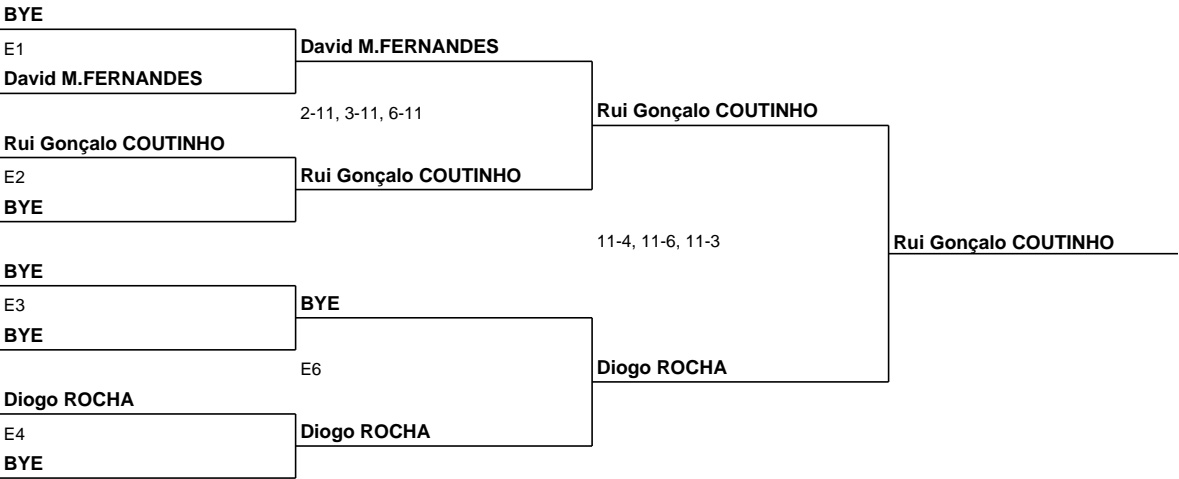 BYE
E1
David M.FERNANDES
David M.FERNANDES
2-11, 3-11, 6-11
Rui Gonçalo COUTINHO
Rui Gonçalo COUTINHO
E2
Rui Gonçalo COUTINHO
BYE
11-4, 11-6, 11-3
Rui Gonçalo COUTINHO
BYE
E3
BYE
BYE
E6
Diogo ROCHA
Diogo ROCHA
E4
Diogo ROCHA
BYE